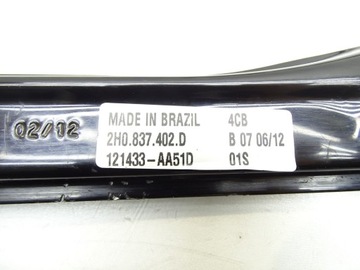 02/12
MADE IN BRAZIL 4CB
2H0.837.402.D B 07 06/12
121433-AA51D 01S